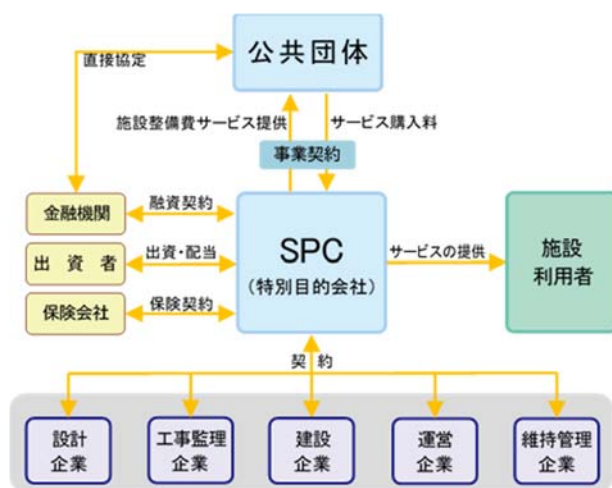 公共団体
直接協定
施設整備費サービス提供
サービス購入料
事業契約
金融機関
融資契約
出資者
出資・配当
保険会社
保険契約
SPC
(特別目的会社)
サービスの提供
施設
利用者
契約
設計
企業
工事監理
企業
建設
企業
運営
企業
維持管理
企業